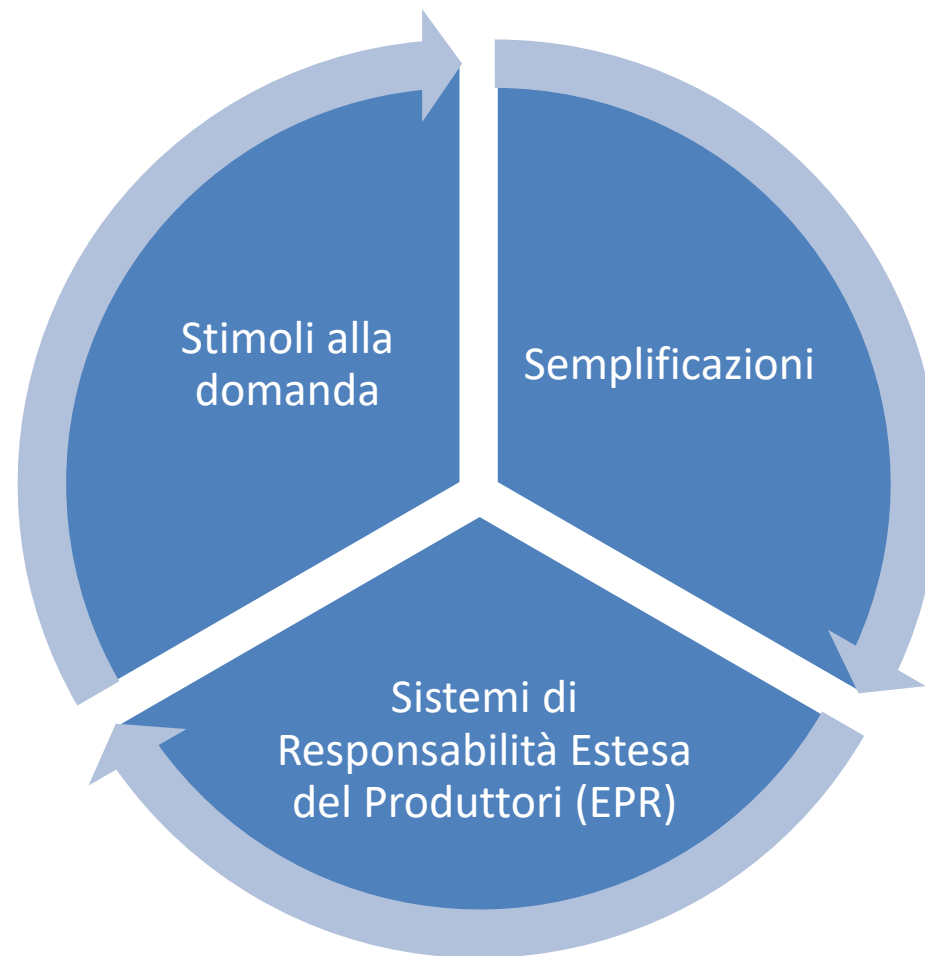 Stimoli alla
domanda
Semplificazioni
Sistemi di
Responsabilità Estesa
del Produttori (EPR)